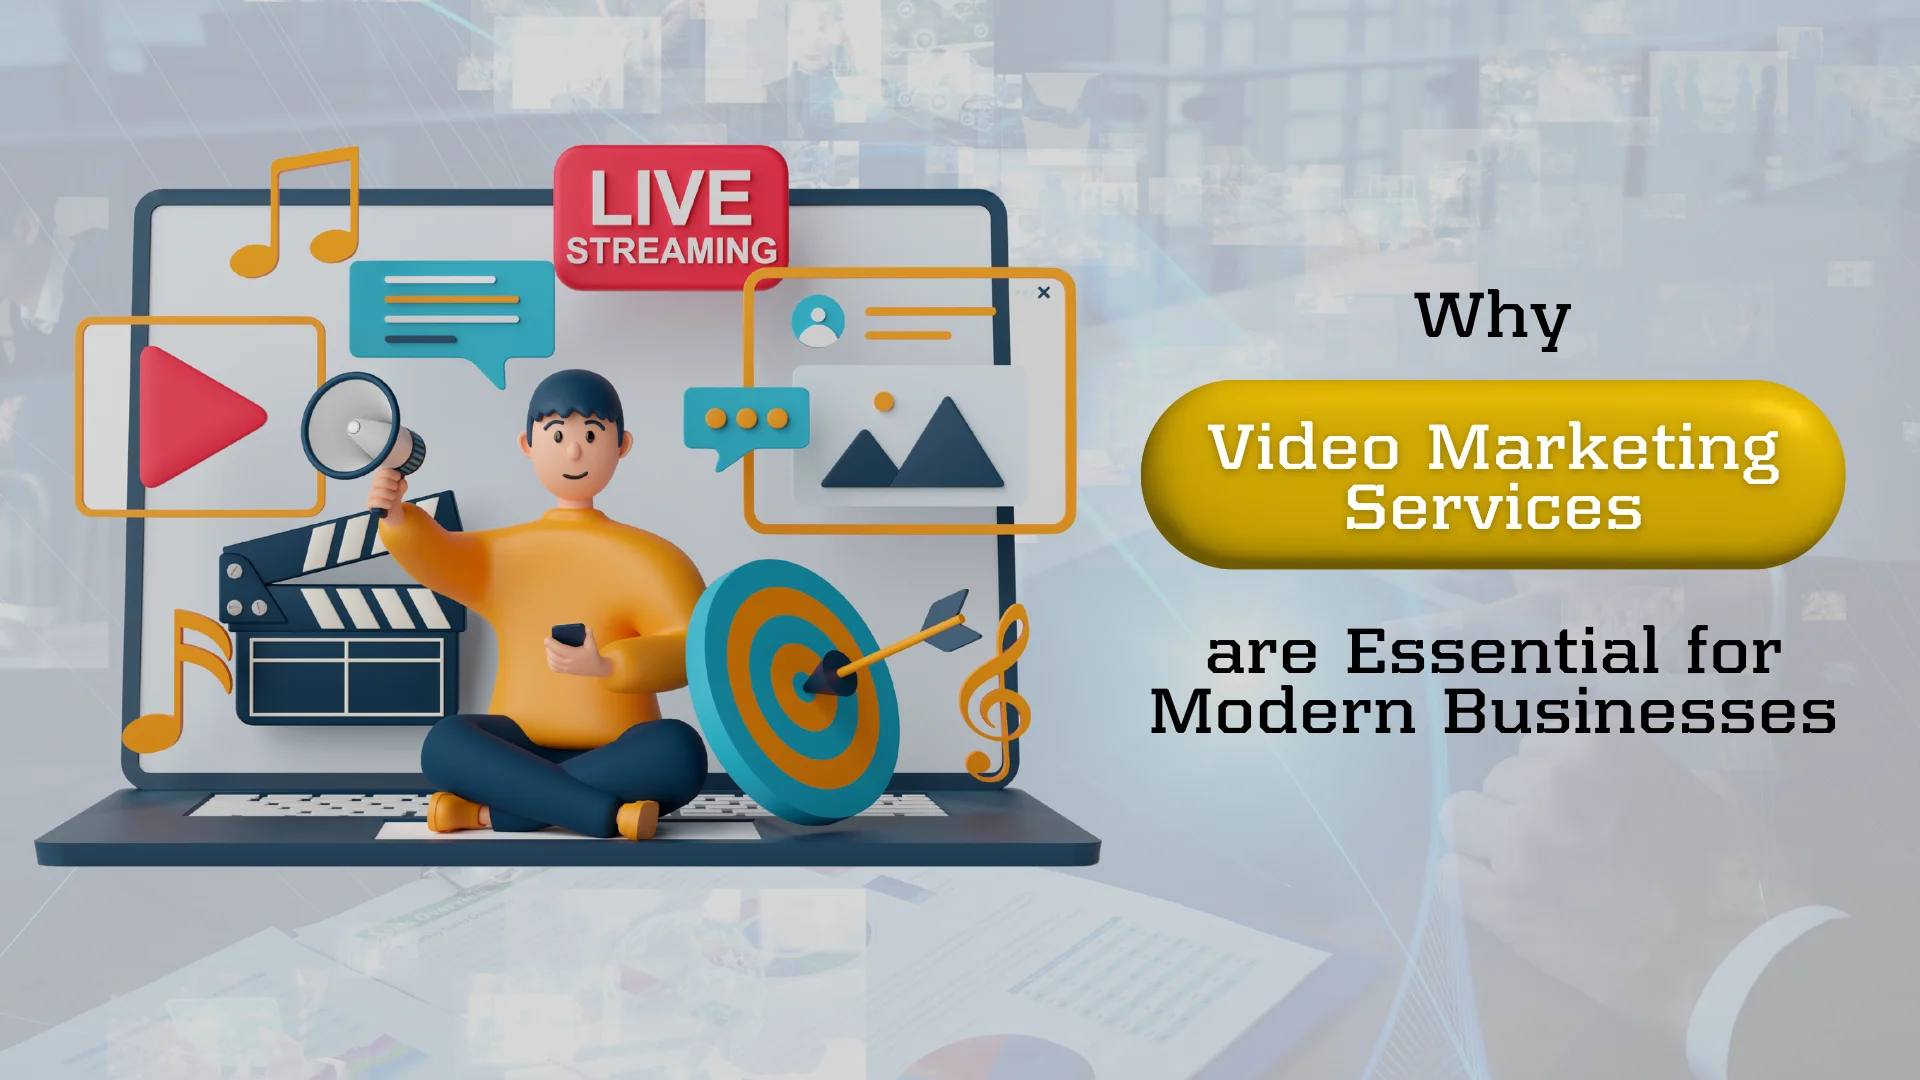 LIVE
STREAMING
Why
Video Marketing
Services
are Essential for
Modern Businesses